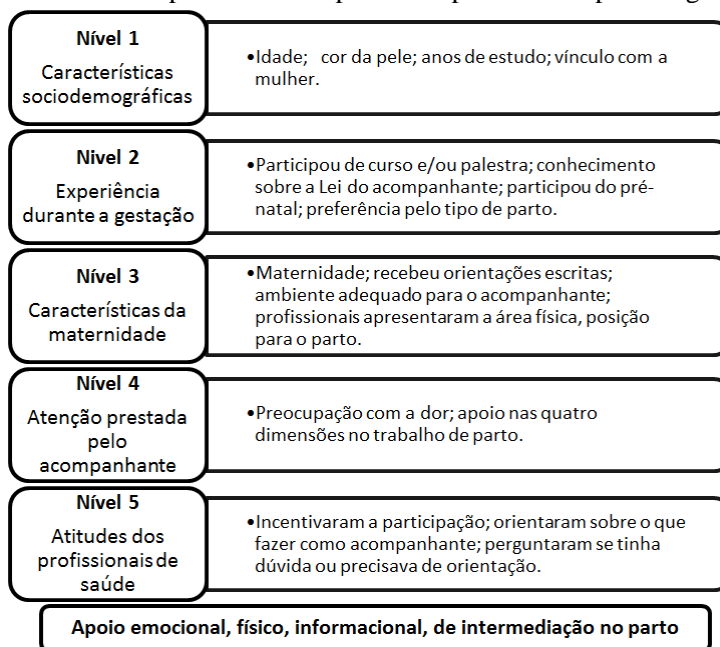 Nível 1
Características
sociodemográficas
•Idade; cor da pele; anos de estudo; vínculo com a
mulher.
Nivel 2
Experiência
durante a gestação
•Participou de curso e/ou palestra; conhecimento
sobre a Lei do acompanhante; participou do pré-
natal; preferência pelo tipo de parto.
Nível 3
Características da
maternidade
•Maternidade; recebeu orientações escritas;
ambiente adequado para o acompanhante;
profissionais apresentaram a área física, posição
para o parto.
Nível 4
Atenção prestada
pelo
acompanhante
•Preocupação com a dor; apoio nas quatro
dimensões no trabalho de parto.
Nível 5
Atitudes dos
profissionais de
saúde
•Incentivaram a participação; orientaram sobre o que
fazer como acompanhante; perguntaram se tinha
dúvida ou precisava de orientação.
Apoio emocional, físico, informacional, de intermediação no parto